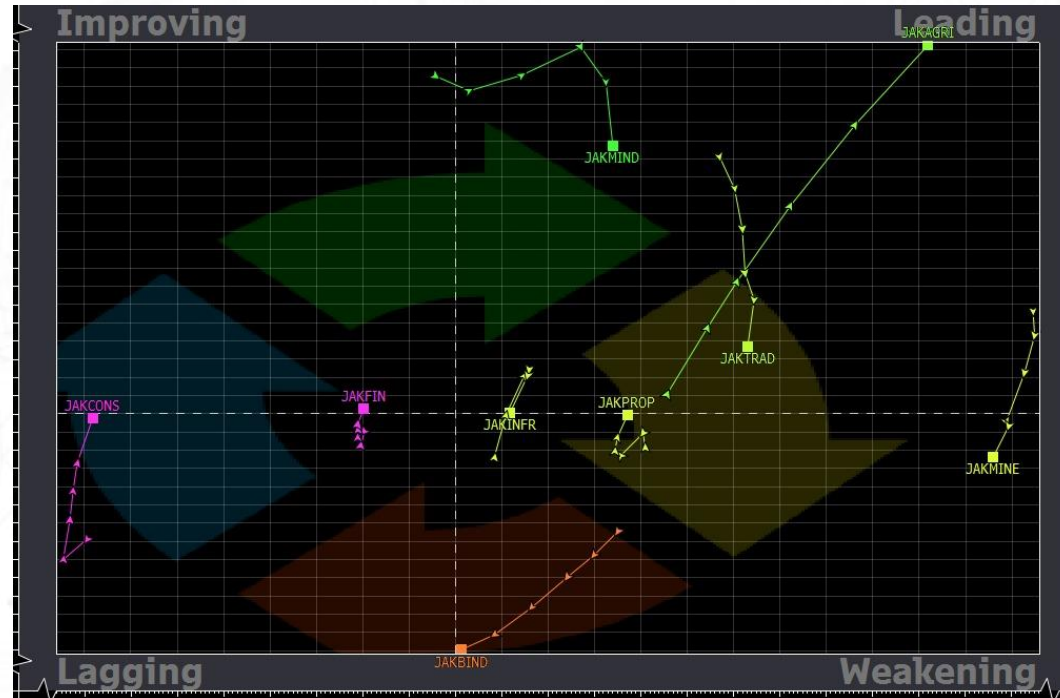 Improving
Leading
JAKAGRI
JAKMIND
JAKTRAD
JAKFIN
JAKPROP
JAKCONS
JAKINFR
JAKMINE
JAKBIND
Lagging
Weakening